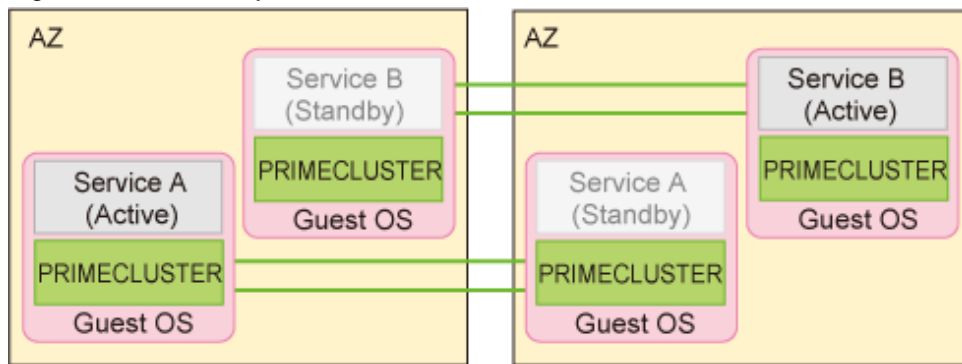 AZ
Service B
(Standby)
PRIMECLUSTER
Guest OS
Service A
(Active)
PRIMECLUSTER
Guest OS
AZ
Service B
(Active)
PRIMECLUSTER
Guest OS
Service A
(Standby)
PRIMECLUSTER
Guest OS